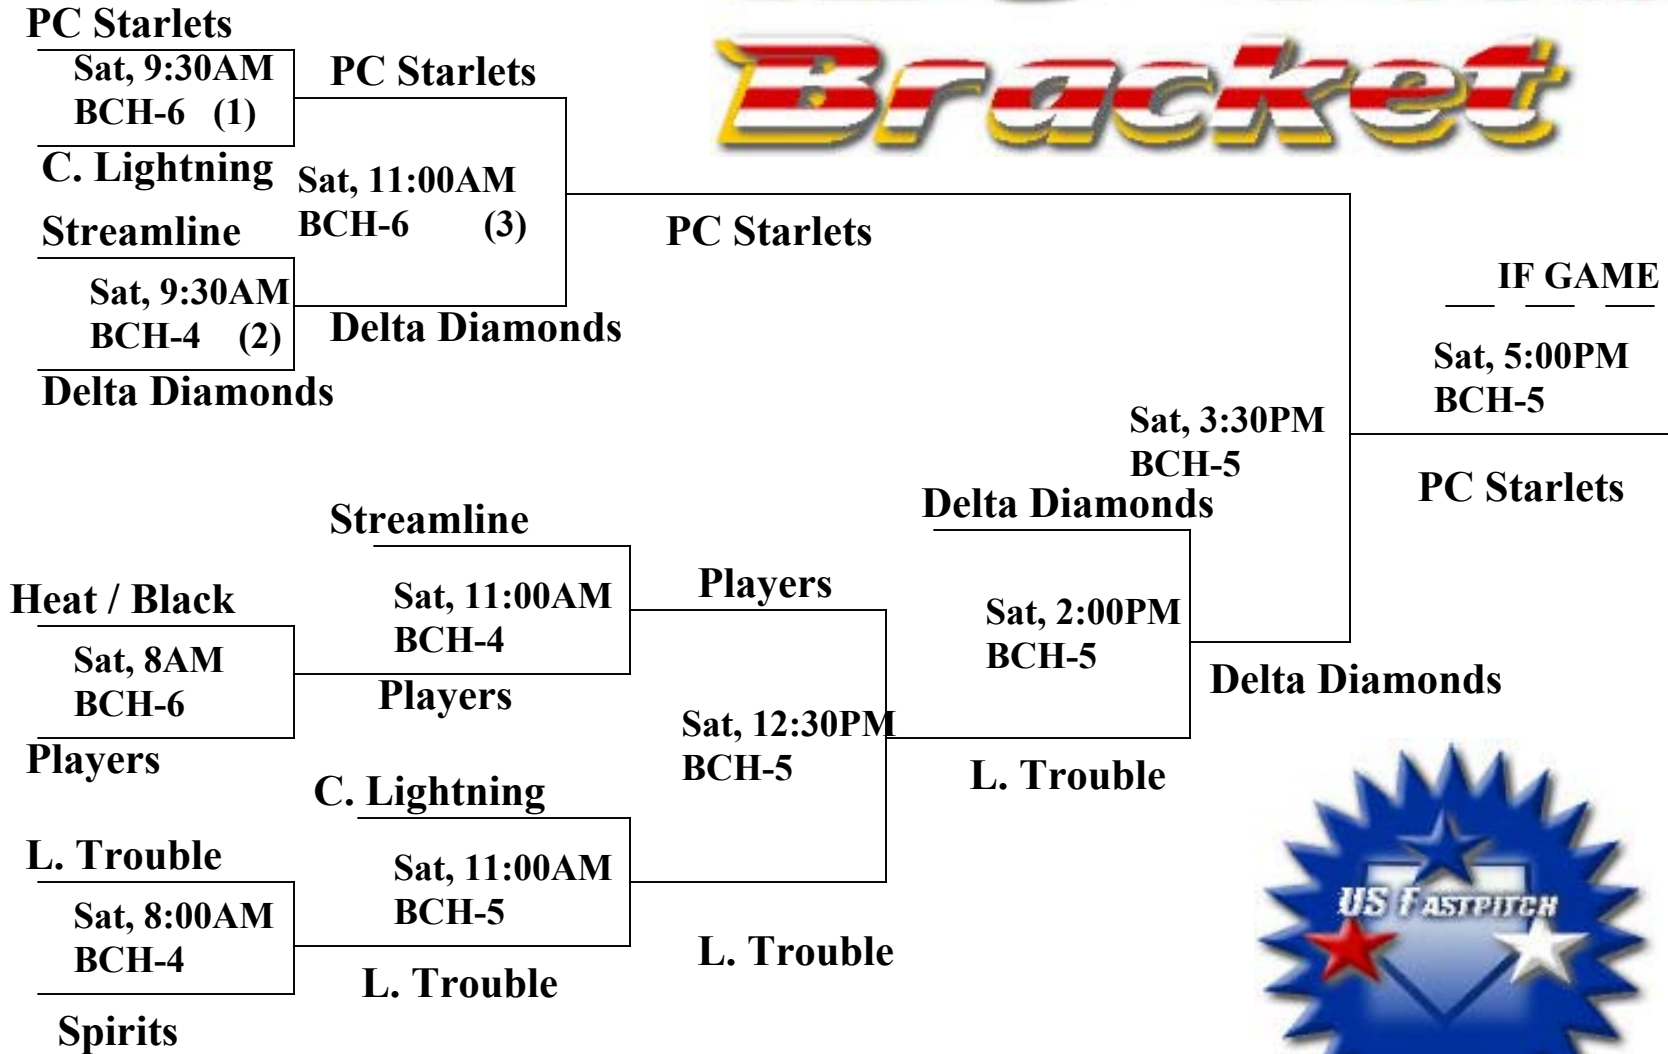 Bracket
PC Starlets
Sat, 9:30AM
BCH-6 (1)
C. Lightning
PC Starlets
Streamline
Sat, 9:30AM
BCH-4 (2)
Delta Diamonds
Sat, 11:00AM
BCH-6 (3)
Delta Diamonds
PC Starlets
IF GAME
Sat, 5:00PM
BCH-5
PC Starlets
Sat, 3:30PM
BCH-5
Heat / Black
Sat, 8AM
BCH-6
Players
Streamline
Sat, 11:00AM
BCH-4
Players
L. Trouble
Sat, 8:00AM
BCH-4
Spirits
C. Lightning
Sat, 11:00AM
BCH-5
L. Trouble
Players
Sat, 12:30PM
BCH-5
L. Trouble
Delta Diamonds
Sat, 2:00PM
BCH-5
L. Trouble
Delta Diamonds
US FASTPITCH